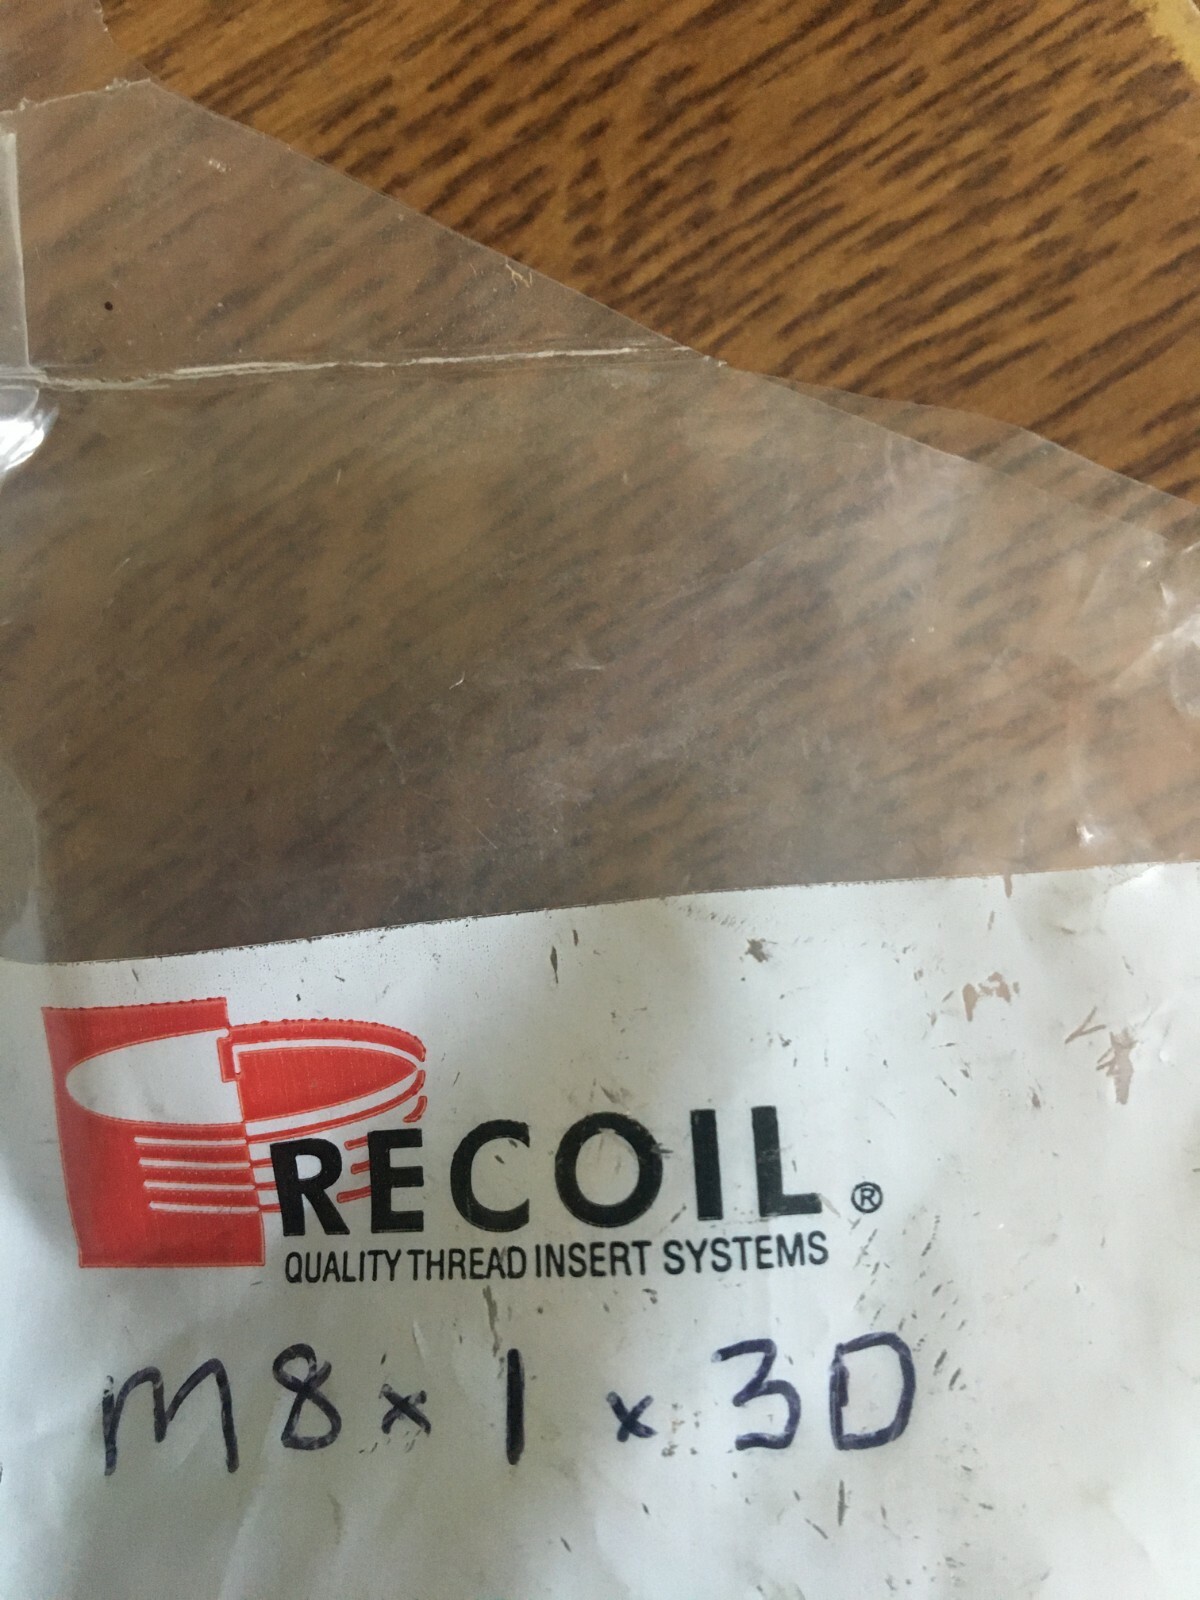 RECOIL®
QUALITY THREAD INSERT SYSTEMS
M8 x 1 x 3D